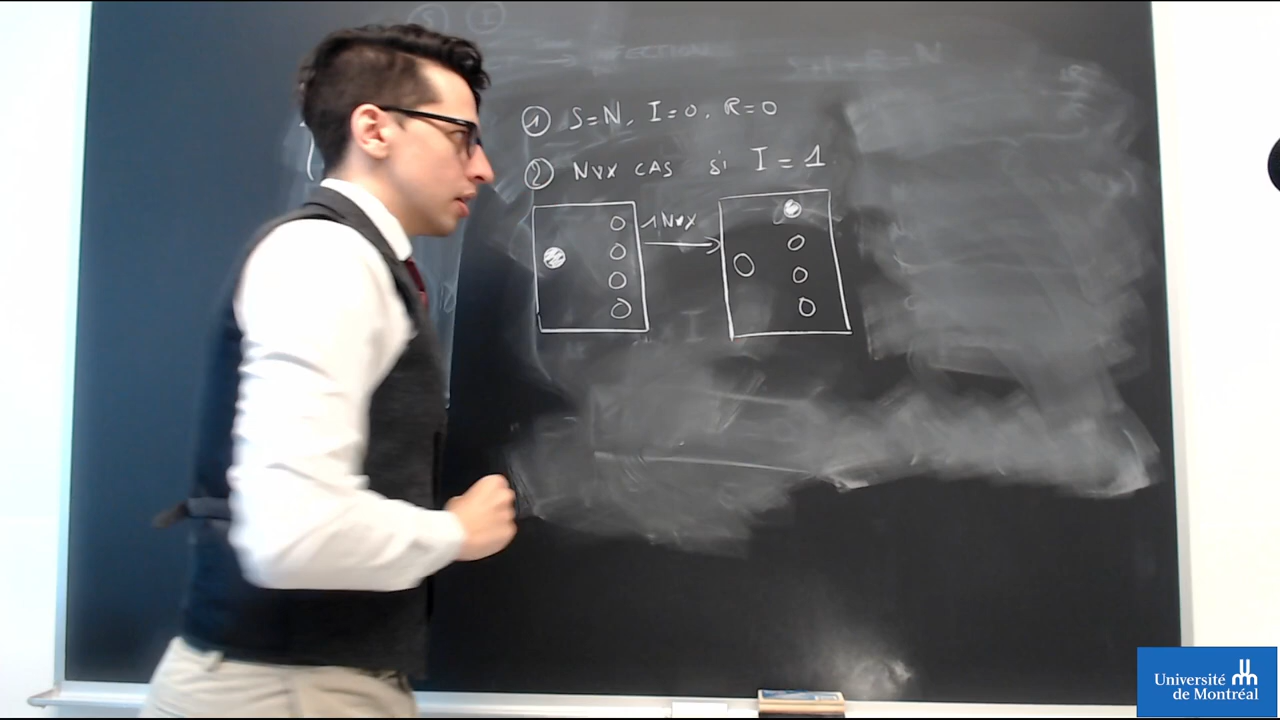 ① S=N, I=0, R=0
② NVX CAS si I = 1
1 NVX
Université
de Montréal